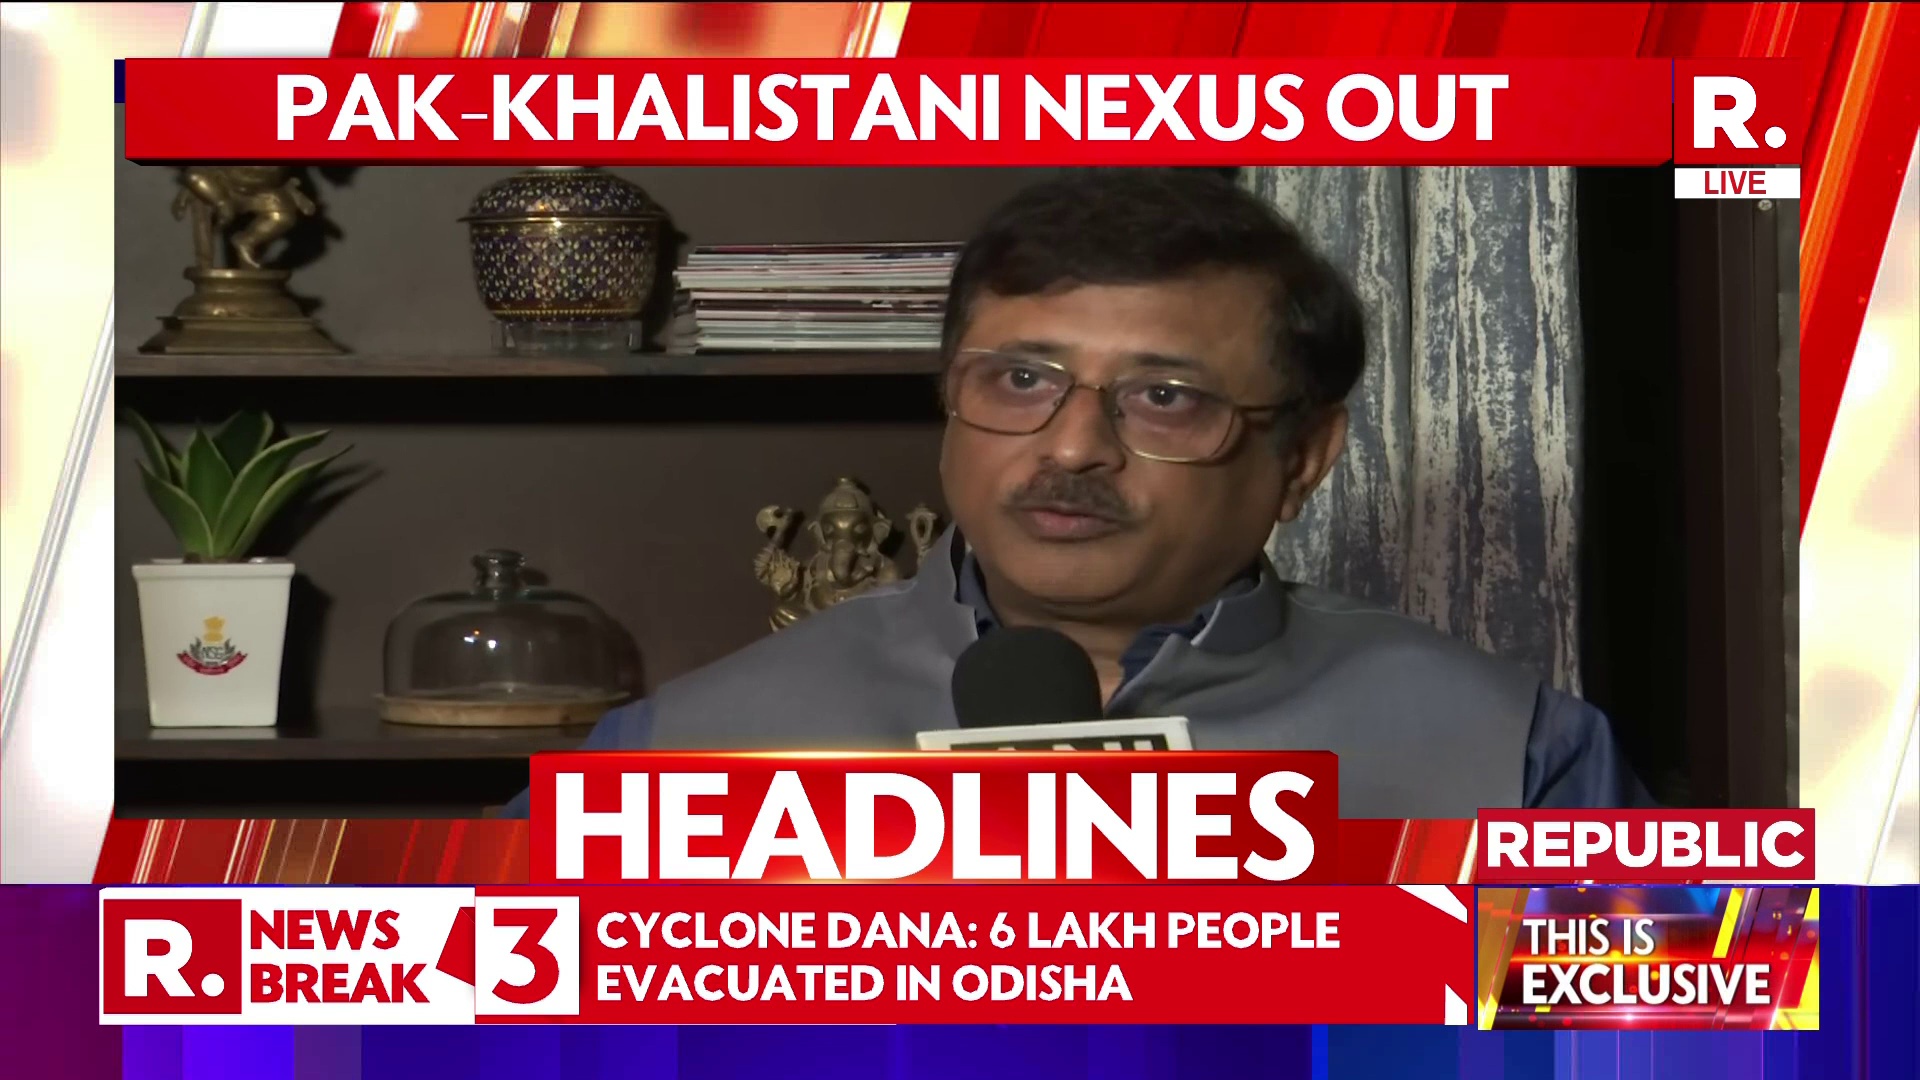 PAK-KHALISTANI NEXUS OUT
R.
LIVE
NSG
HEADLINES
REPUBLIC
R.
NEWS
BREAK
3
CYCLONE DANA: 6 LAKH PEOPLE
EVACUATED IN ODISHA
THIS IS
EXCLUSIVE